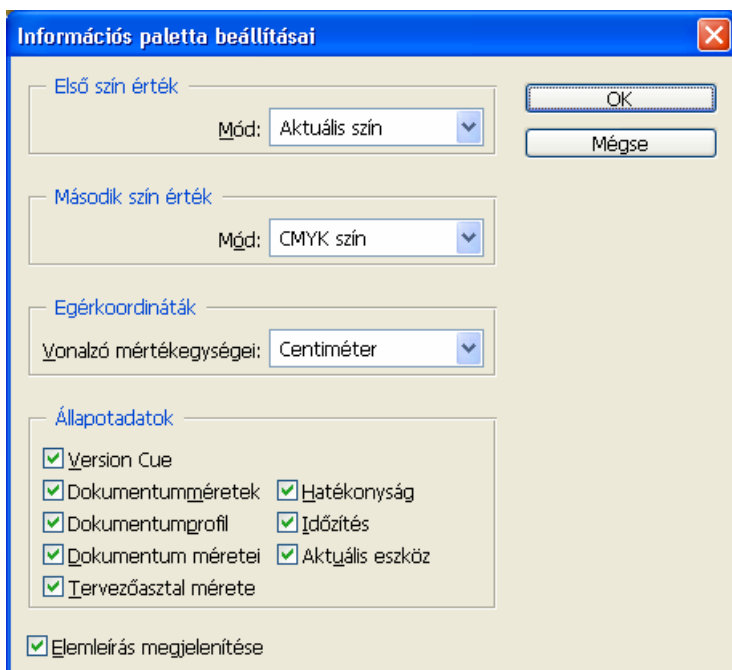 Információs paletta beállításai
Első szín érték
OK
Mód: Aktuális szín
Mégse
Második szín érték
Mód: CMYK szín
Egérkoordináták
Vonalzó mértékegységei: Centiméter
Állapotadatok
Version Cue
Dokumentumméretek Hatékonyság
Dokumentumprofil Időzítés
Dokumentum méretei Aktuális eszköz
Tervezőasztal mérete
Elemleírás megjelenítése